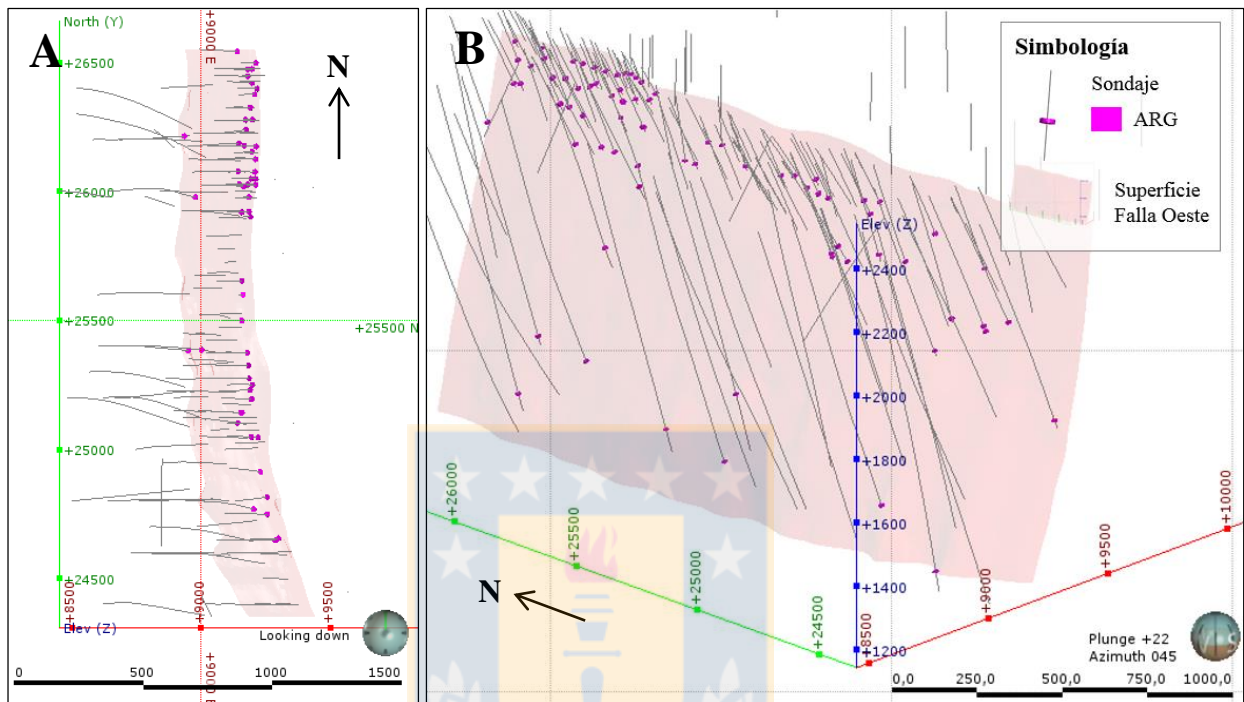 A
North (Y)
+9000 E
+26500
N
+26000
+25500
+25500 N
+25000
+24500
+8500
+9000
+9500
Elev (Z)
Looking down
+9000 E
0 500 1000 1500
B
Simbología
Sondaje
ARG
Superficie
Falla Oeste
Elev (Z)
+2400
+2200
+2000
+1800
+1600
+1400
+1200
+26000
+25500
+25000
+24500
N
+8500
+9000
+9500
+10000
Plunge +22
Azimuth 045
0,0 250,0 500,0 750,0 1000,0